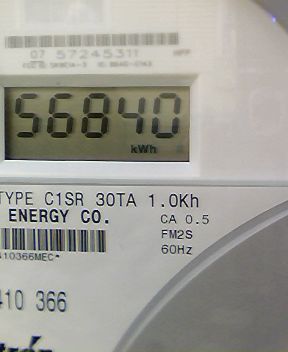 07 57245311
56840
kWh
TYPE C1SR 30TA 1.0Kh
ENERGY CO.
CA 0.5
FM2S
60Hz
410366MEC*
410 366